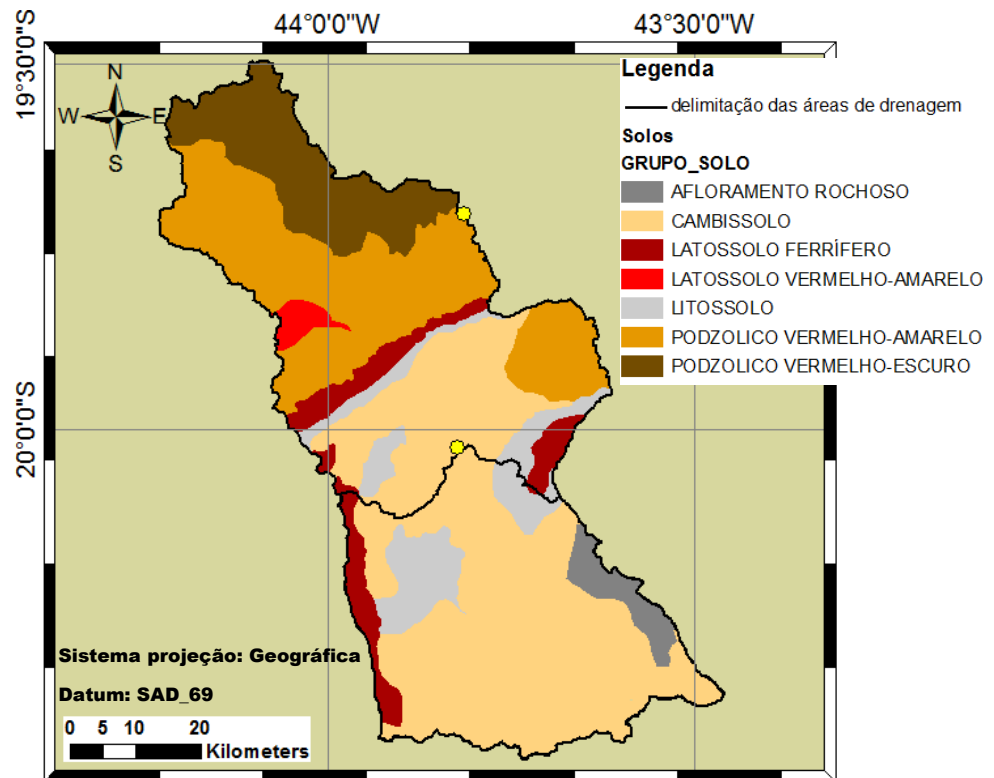 44°0'0"W
43°30'0"W
19°30'0"S
20°0'0"S
N
W
E
S
Legenda
delimitação das áreas de drenagem
Solos
GRUPO_SOLO
AFLORAMENTO ROCHOSO
CAMBISSOLO
LATOSSOLO FERRÍFERO
LATOSSOLO VERMELHO-AMARELO
LITOSSOLO
PODZOLICO VERMELHO-AMARELO
PODZOLICO VERMELHO-ESCURO
Sistema projeção: Geográfica
Datum: SAD_69
0 5 10 20
Kilometers